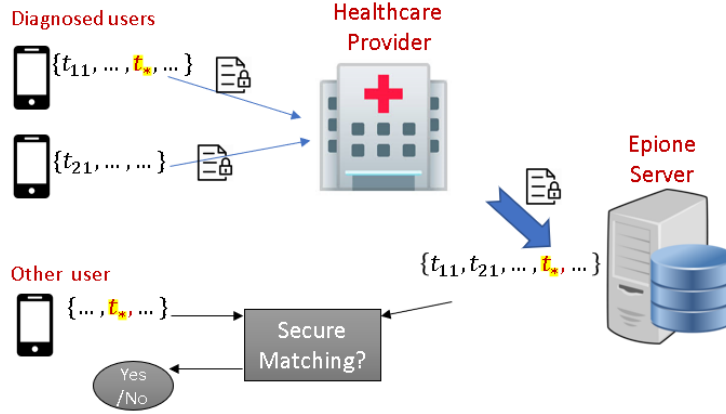 Diagnosed users
{t₁₁, ... , t*, ... }
{t₂₁, ... , ... }
Healthcare
Provider
Epione
Server
{t₁₁, t₂₁, ... , t*, ... }
Other user
{ ... , t*, ... }
Secure
Matching?
Yes
/No